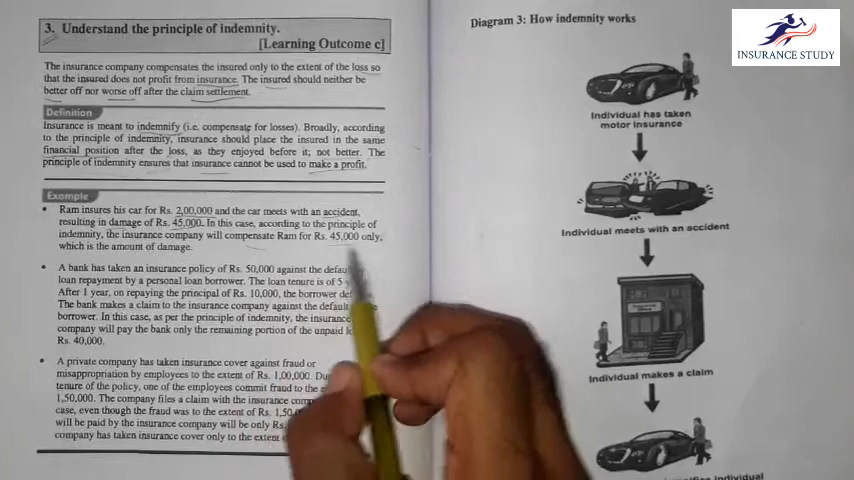 3. Understand the principle of indemnity.
[Learning Outcome c]
The insurance company compensates the insured only to the extent of the loss so
that the insured does not profit from insurance. The insured should neither be
better off nor worse off after the claim settlement.
Definition
Insurance is meant to indemnify (i.e. compensate for losses). Broadly, according
to the principle of indemnity, insurance should place the insured in the same
financial position after the loss, as they enjoyed before it; not better. The
principle of indemnity ensures that insurance cannot be used to make a profit.
Example
• Ram insures his car for Rs. 2,00,000 and the car meets with an accident,
resulting in damage of Rs. 45,000. In this case, according to the principle of
indemnity, the insurance company will compensate Ram for Rs. 45,000 only,
which is the amount of damage.
• A bank has taken an insurance policy of Rs. 50,000 against the
loan repayment by a personal loan borrower. The loan tenure is of 5
After 1 year, on repaying the principal of Rs. 10,000, the borrower
The bank makes a claim to the insurance company against the default
borrower. In this case, as per the principle of indemnity, the insurance
company will pay the bank only the remaining portion of the unpaid
Rs. 40,000.
• A private company has taken insurance cover against fraud or
misappropriation by employees to the extent of Rs. 1,00,000.
tenure of the policy, one of the employees commit fraud to the
1,50,000. The company files a claim with the insurance
case, even though the fraud was to the extent of Rs.
will be paid by the insurance company will be only
company has taken insurance cover only to the extent
Diagram 3: How indemnity works
Individual has taken
motor insurance
Individual meets with an accident
Individual makes a claim
INSURANCE STUDY